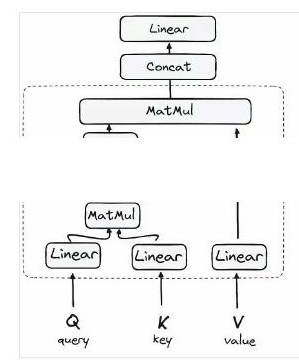 Linear
Concat
MatMul
MatMul
Linear Linear Linear
Q K V
query key value